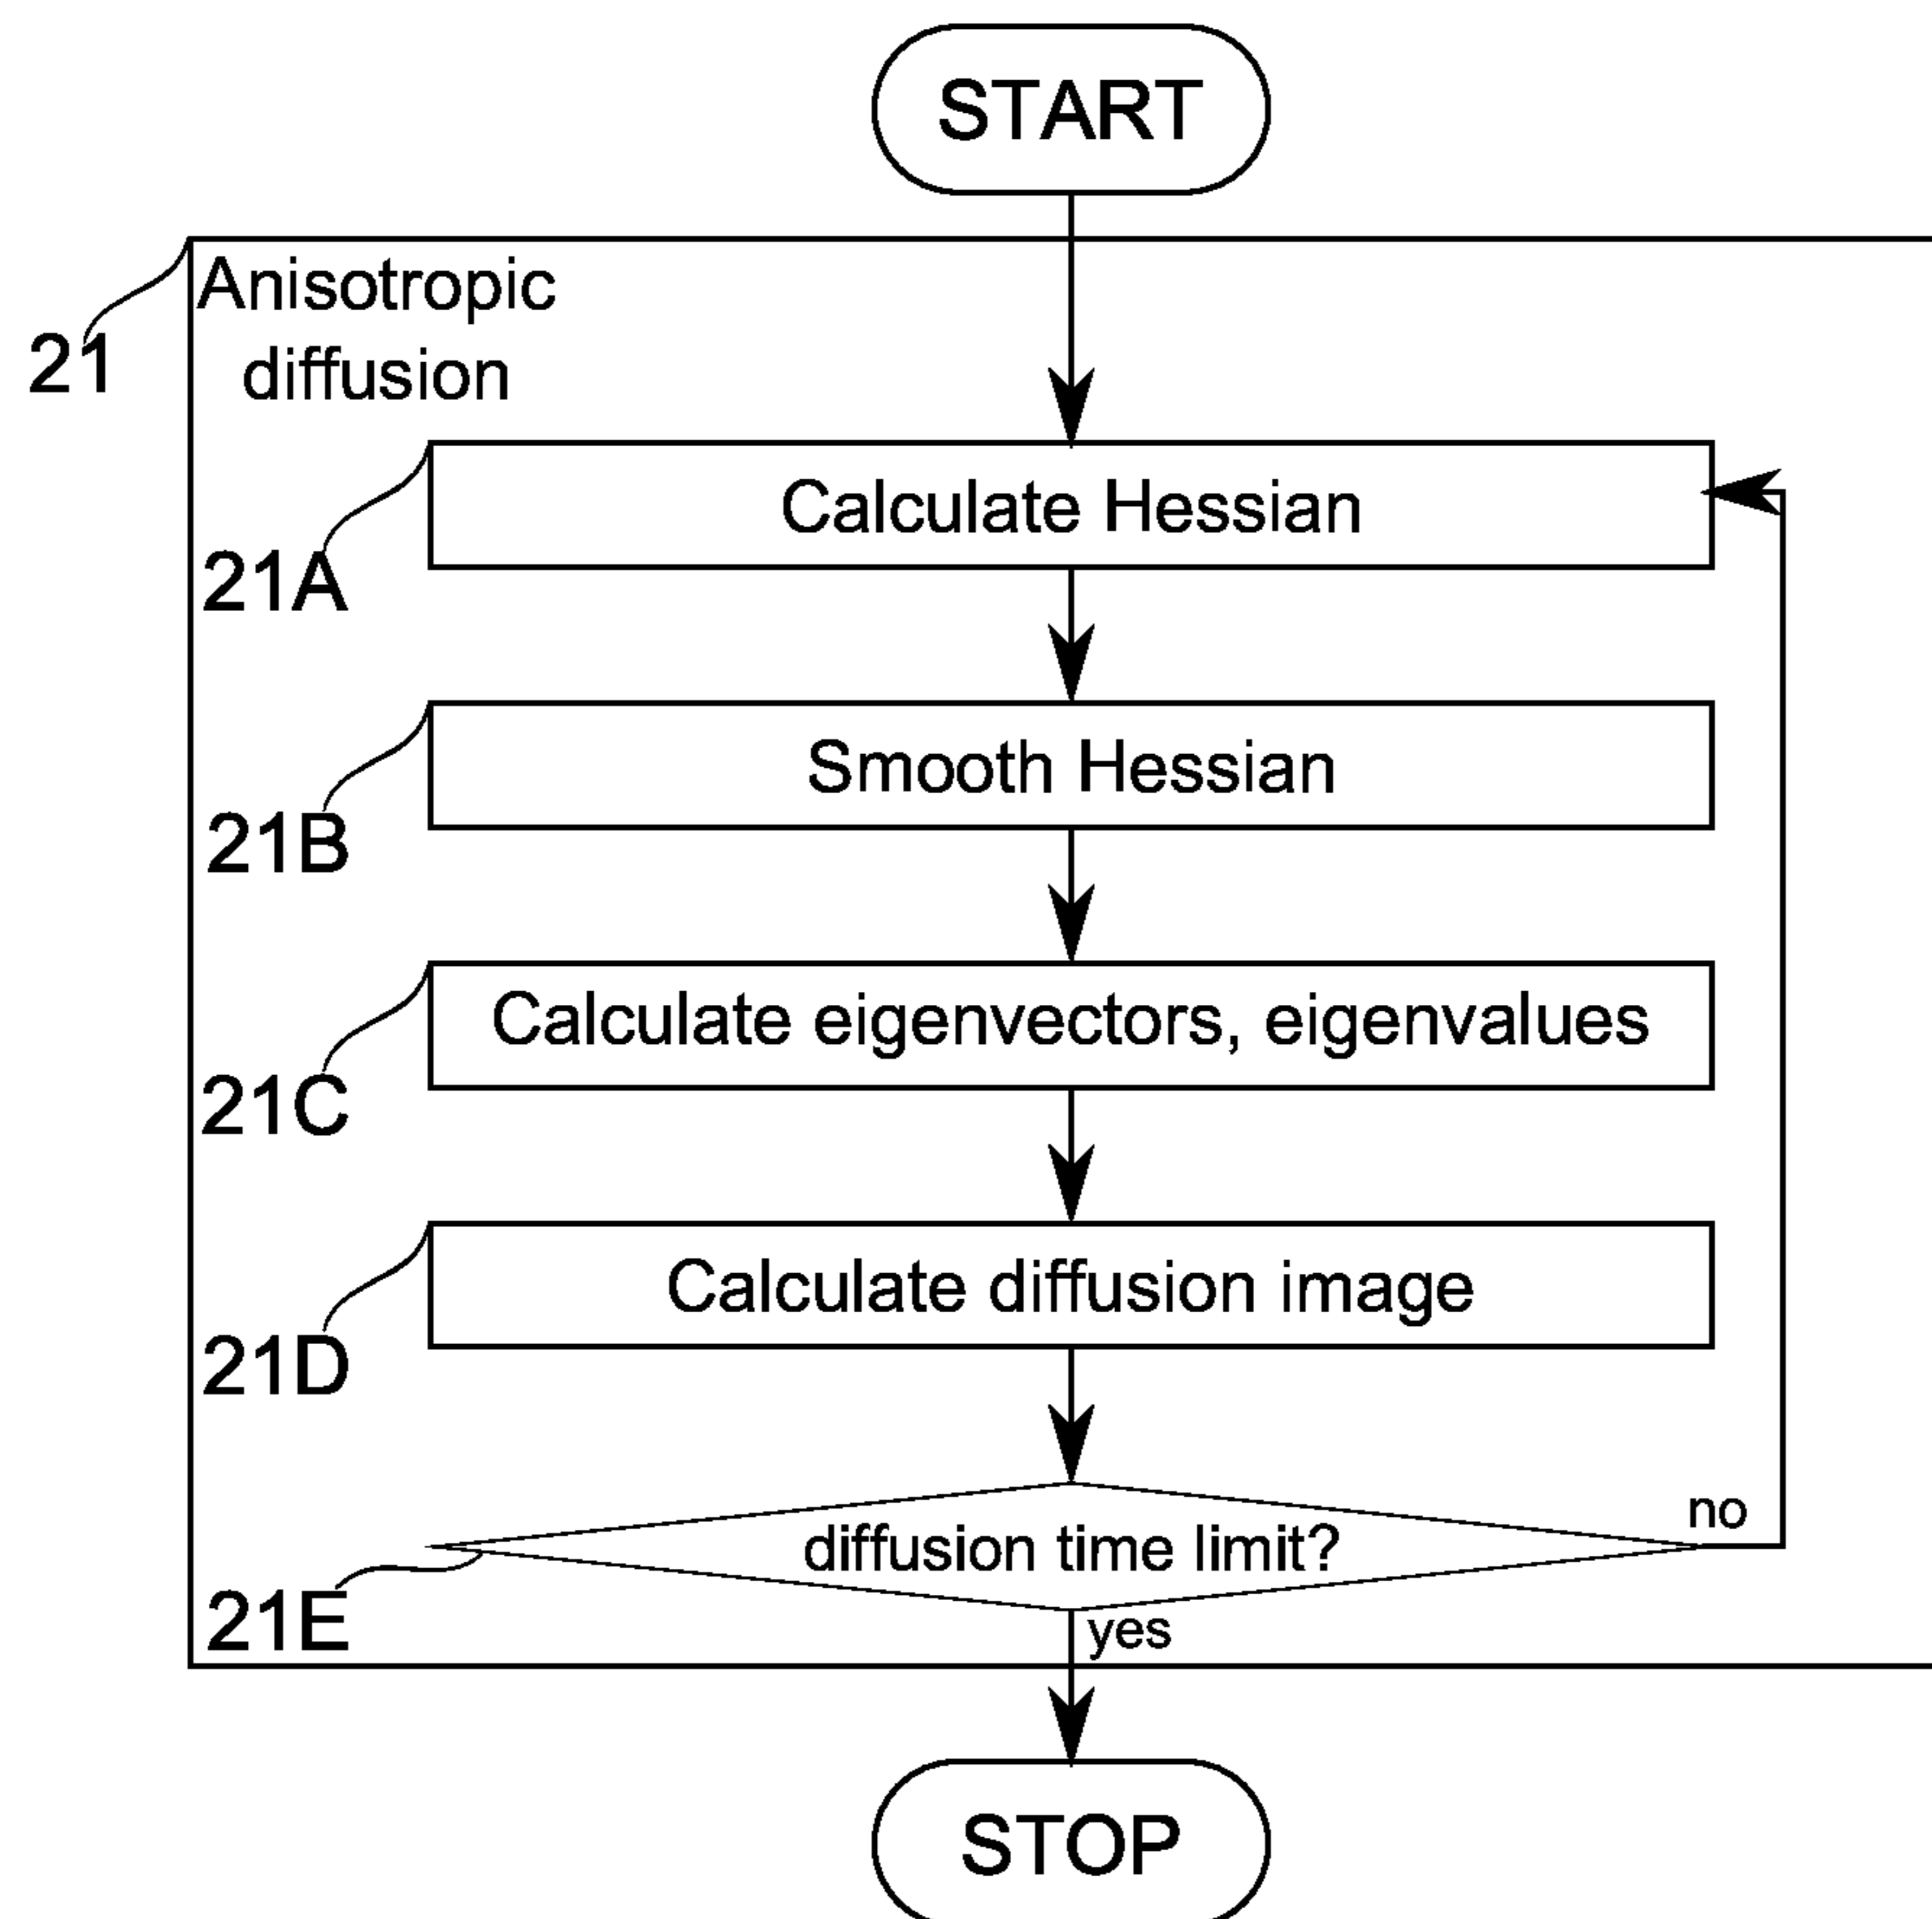 START
Anisotropic
diffusion
21
Calculate Hessian
21A
Smooth Hessian
21B
Calculate eigenvectors, eigenvalues
21C
Calculate diffusion image
21D
no
diffusion time limit?
21E
yes
STOP